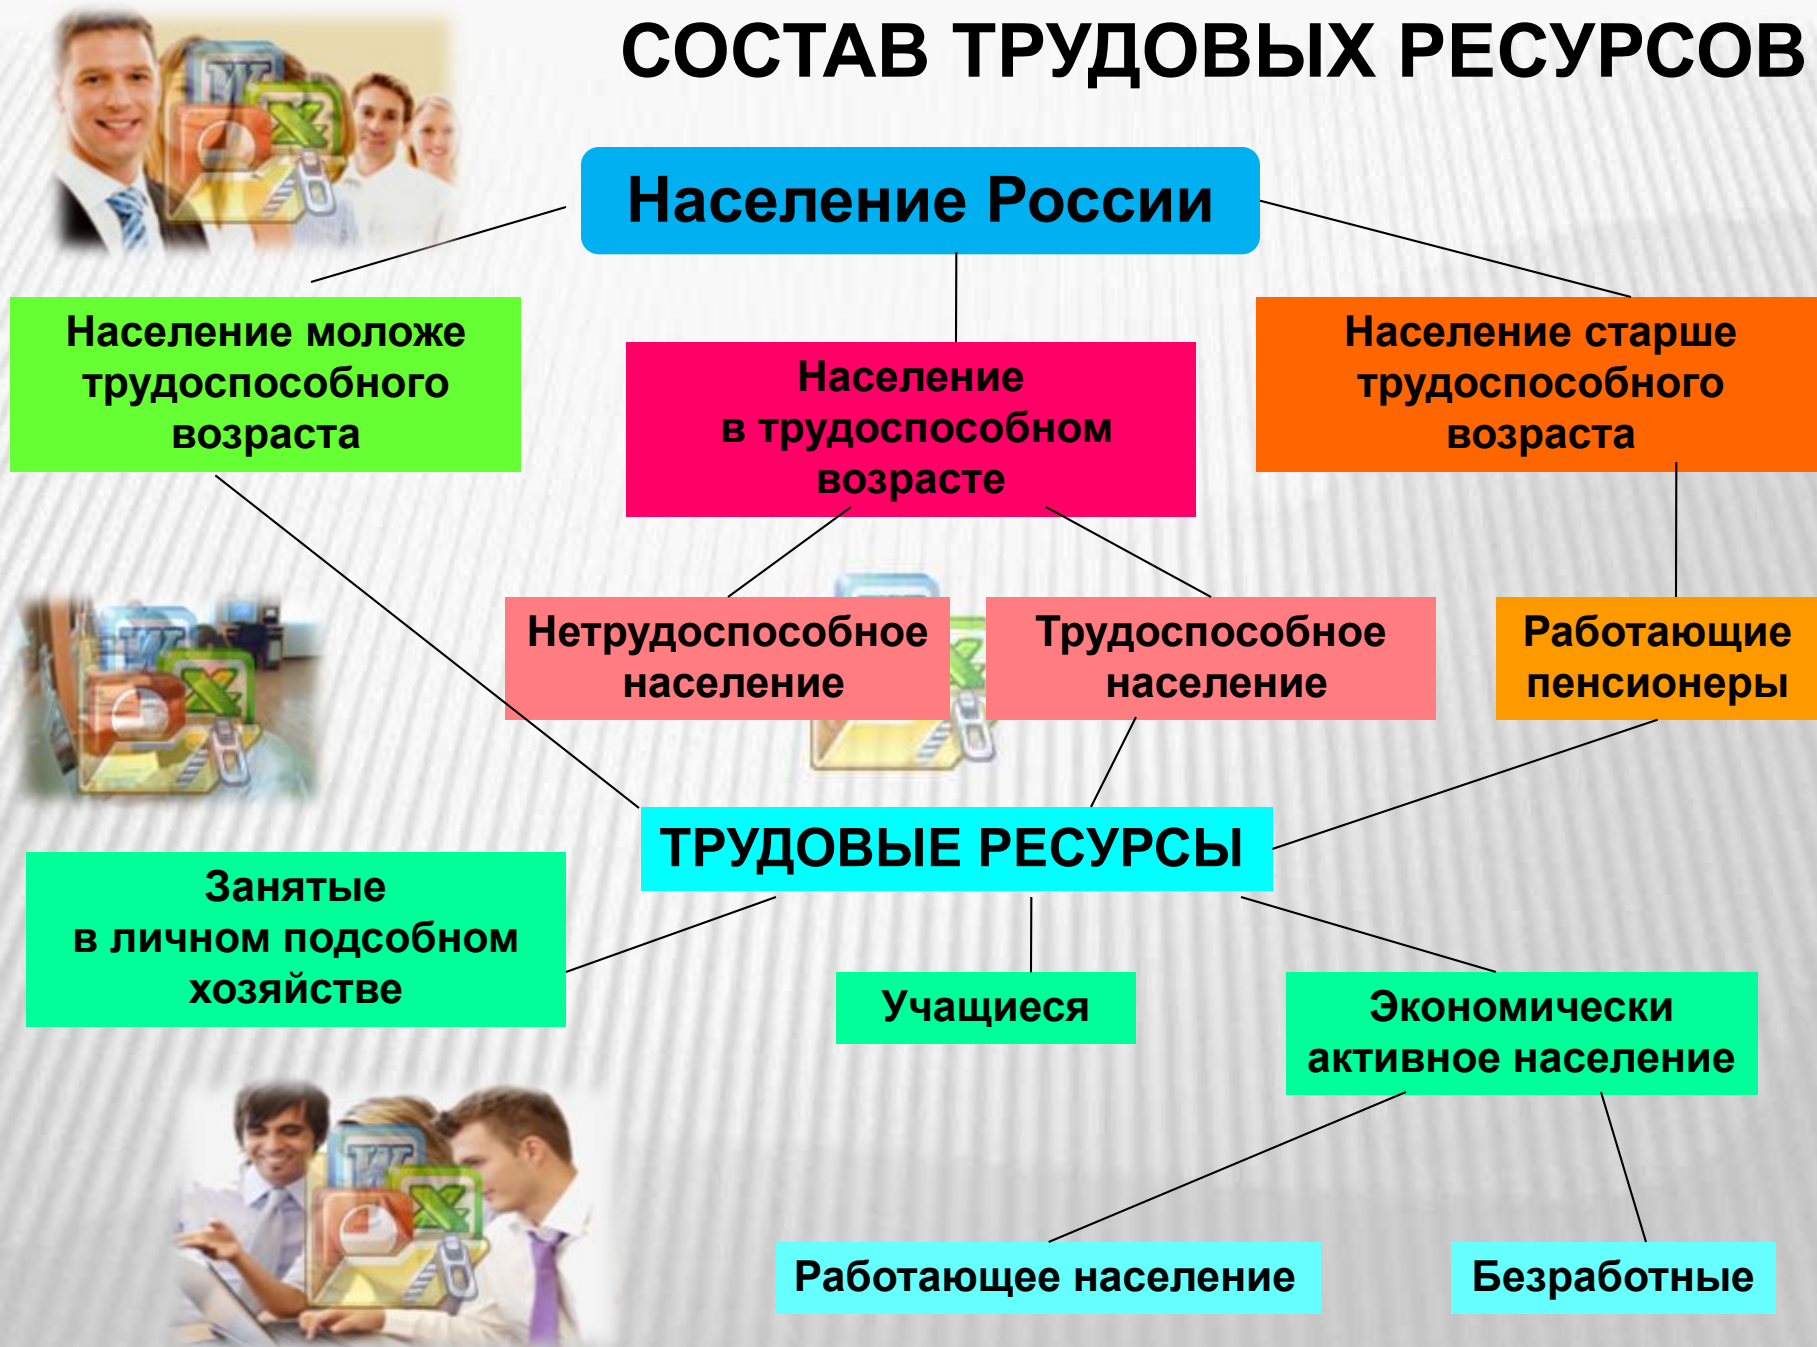 СОСТАВ ТРУДОВЫХ РЕСУРСОВ
Население России
Население моложе
трудоспособного
возраста
Население
в трудоспособном
возрасте
Население старше
трудоспособного
возраста
Нетрудоспособное
население
Трудоспособное
население
Работающие
пенсионеры
ТРУДОВЫЕ РЕСУРСЫ
Занятые
в личном подсобном
хозяйстве
Учащиеся
Экономически
активное население
Работающее население
Безработные